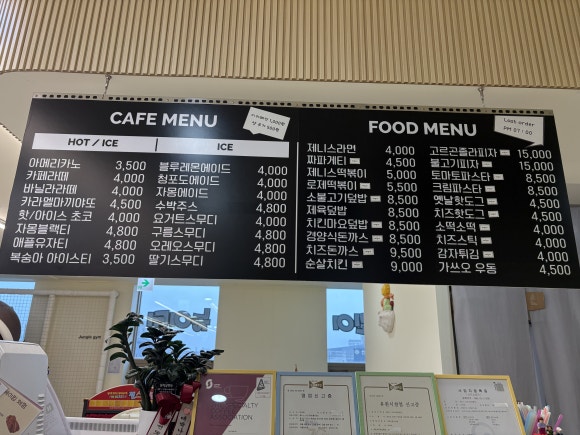 CAFE MENU
HOT / ICE
아메리카노 3,500
카페라떼 4,000
바닐라라떼 4,000
카라멜마끼야또 4,500
핫/아이스 초코 4,000
자몽블랙티 4,800
애플유자티 4,800
복숭아 아이스티 3,500
ICE
블루레몬에이드 4,000
청포도에이드 4,000
자몽에이드 4,000
수박주스 4,800
요거트스무디 4,000
구름스무디 4,800
오레오스무디 4,800
딸기스무디 4,800
FOOD MENU
Last order
PM 07:00
제니스라면 4,000
짜파게티 4,500
제니스떡볶이 5,000
로제떡볶이 5,500
소불고기덮밥 8,500
제육덮밥 8,500
치킨마요덮밥 8,500
경양식돈까스 8,500
치즈돈까스 9,500
순살치킨 9,000
고르곤졸라피자 15,000
불고기피자 15,000
토마토파스타 8,500
크림파스타 8,500
옛날핫도그 4,500
치즈핫도그 4,500
소떡소떡 4,000
치즈스틱 4,000
감자튀김 4,000
가쓰오 우동 4,500
Jungin gym